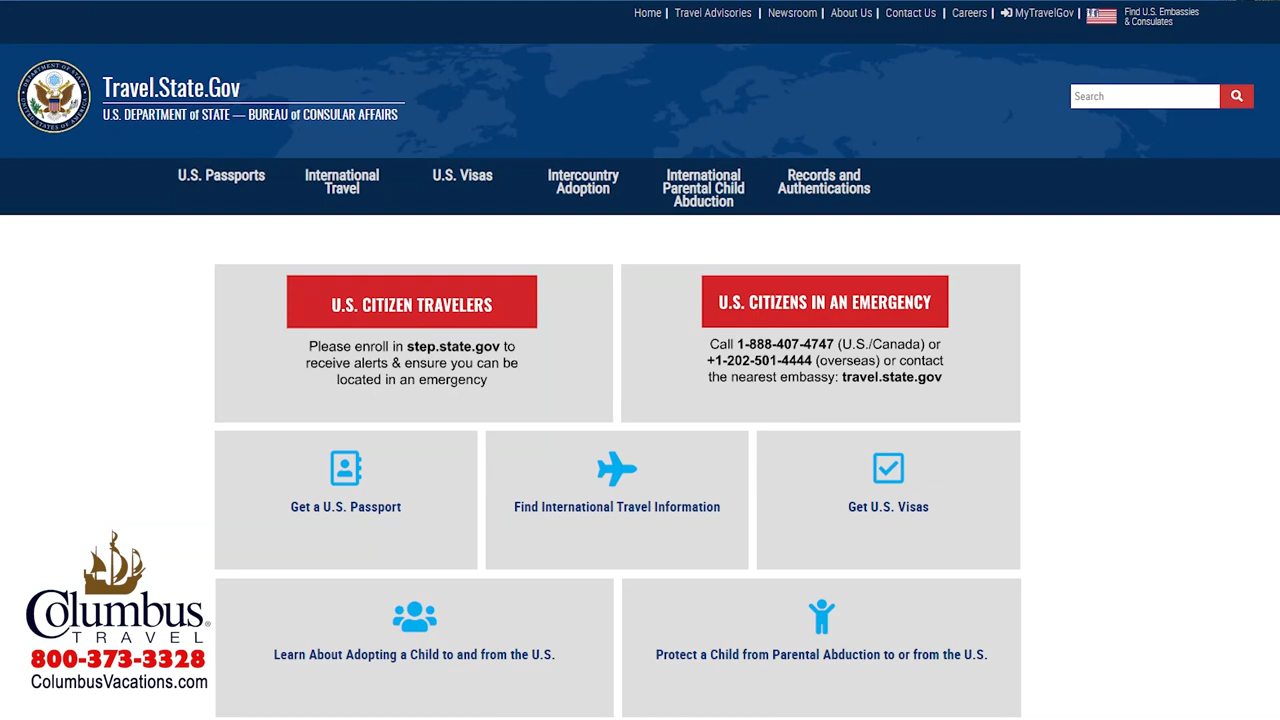 Home | Travel Advisories | Newsroom | About Us | Contact Us | Careers | MyTravelGov | Find U.S. Embassies
& Consulates
Travel.State.Gov
U.S. DEPARTMENT of STATE — BUREAU of CONSULAR AFFAIRS
Search
U.S. Passports
International
Travel
U.S. Visas
Intercountry
Adoption
International
Parental Child
Abduction
Records and
Authentications
U.S. CITIZEN TRAVELERS
Please enroll in step.state.gov to
receive alerts & ensure you can be
located in an emergency
U.S. CITIZENS IN AN EMERGENCY
Call 1-888-407-4747 (U.S./Canada) or
+1-202-501-4444 (overseas) or contact
the nearest embassy: travel.state.gov
Get a U.S. Passport
Find International Travel Information
Get U.S. Visas
Learn About Adopting a Child to and from the U.S.
Protect a Child from Parental Abduction to or from the U.S.
Columbus®
TRAVEL
800-373-3328
ColumbusVacations.com